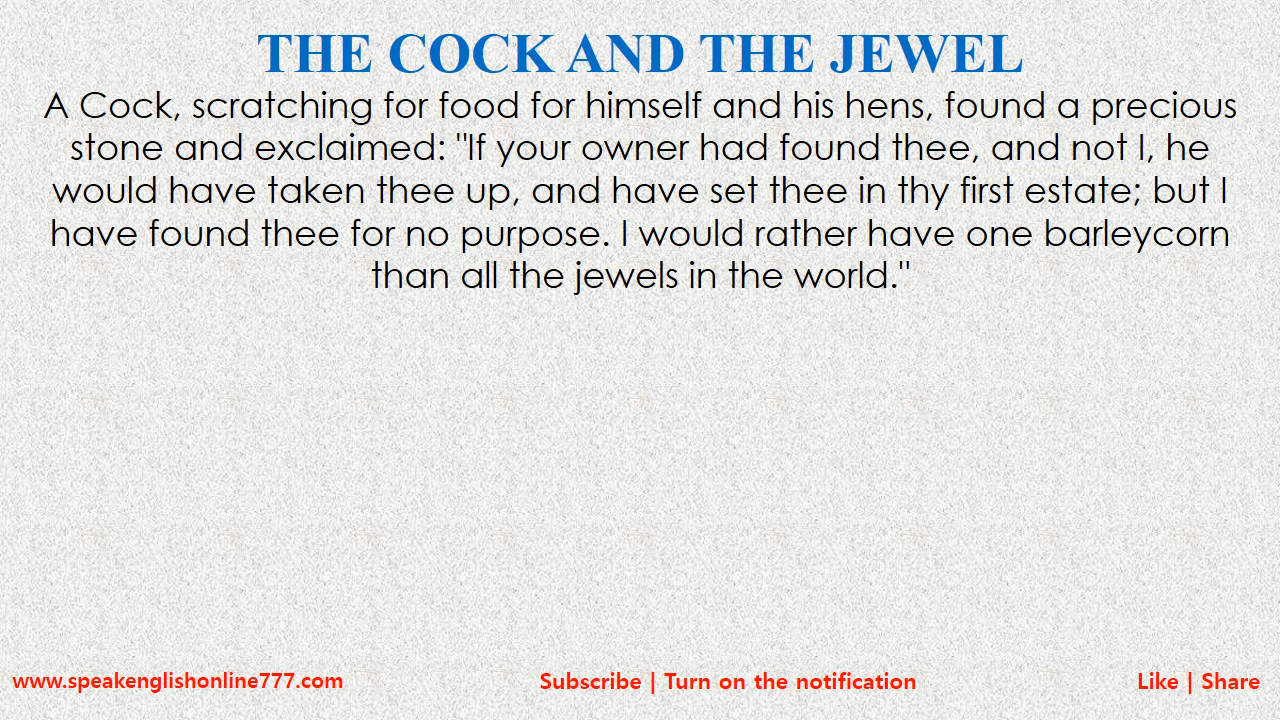 THE COCK AND THE JEWEL
A Cock, scratching for food for himself and his hens, found a precious
stone and exclaimed: "If your owner had found thee, and not I, he
would have taken thee up, and have set thee in thy first estate; but I
have found thee for no purpose. I would rather have one barleycorn
than all the jewels in the world."
www.speakenglishonline777.com
Subscribe | Turn on the notification
Like | Share